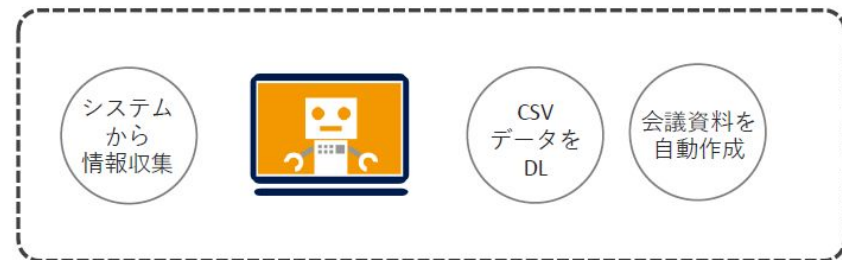 システム
から
情報収集
CSV
データを
DL
会議資料を
自動作成